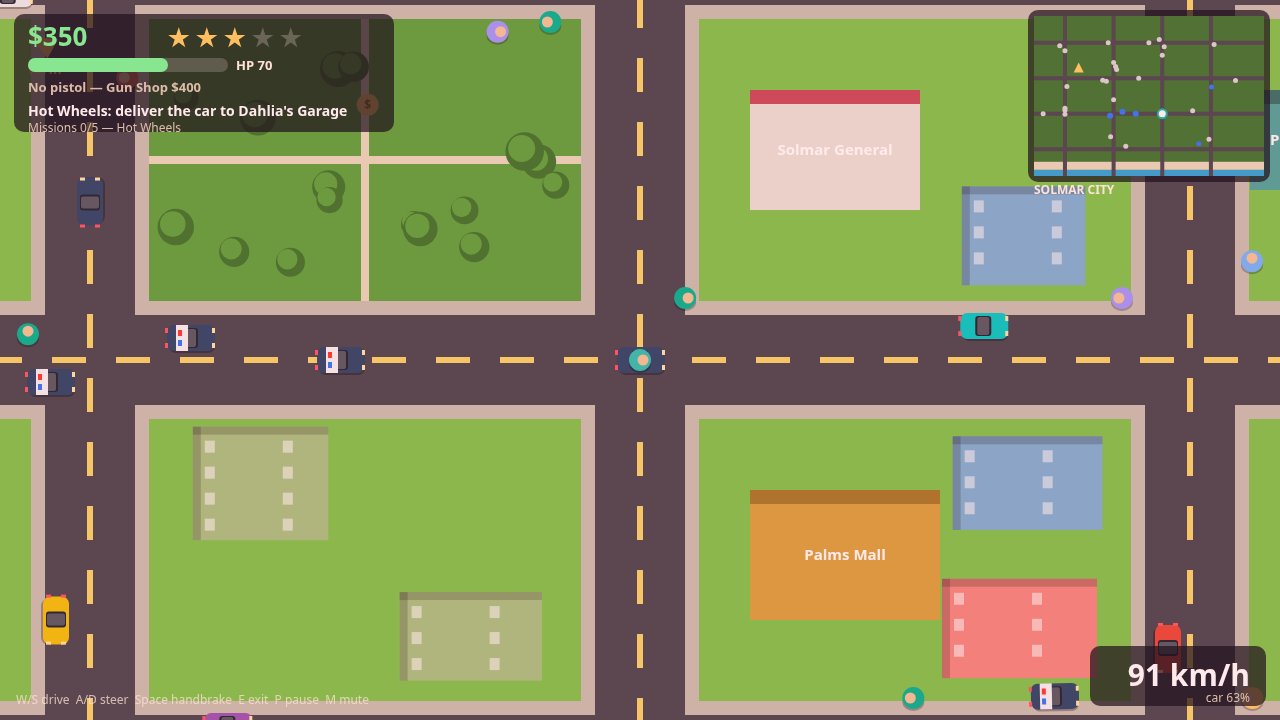 $350
HP 70
No pistol — Gun Shop $400
Hot Wheels: deliver the car to Dahlia's Garage
Missions 0/5 — Hot Wheels
$
SOLMAR CITY
P
Solmar General
Palms Mall
91 km/h
car 63%
W/S drive A/D steer Space handbrake E exit P pause M mute